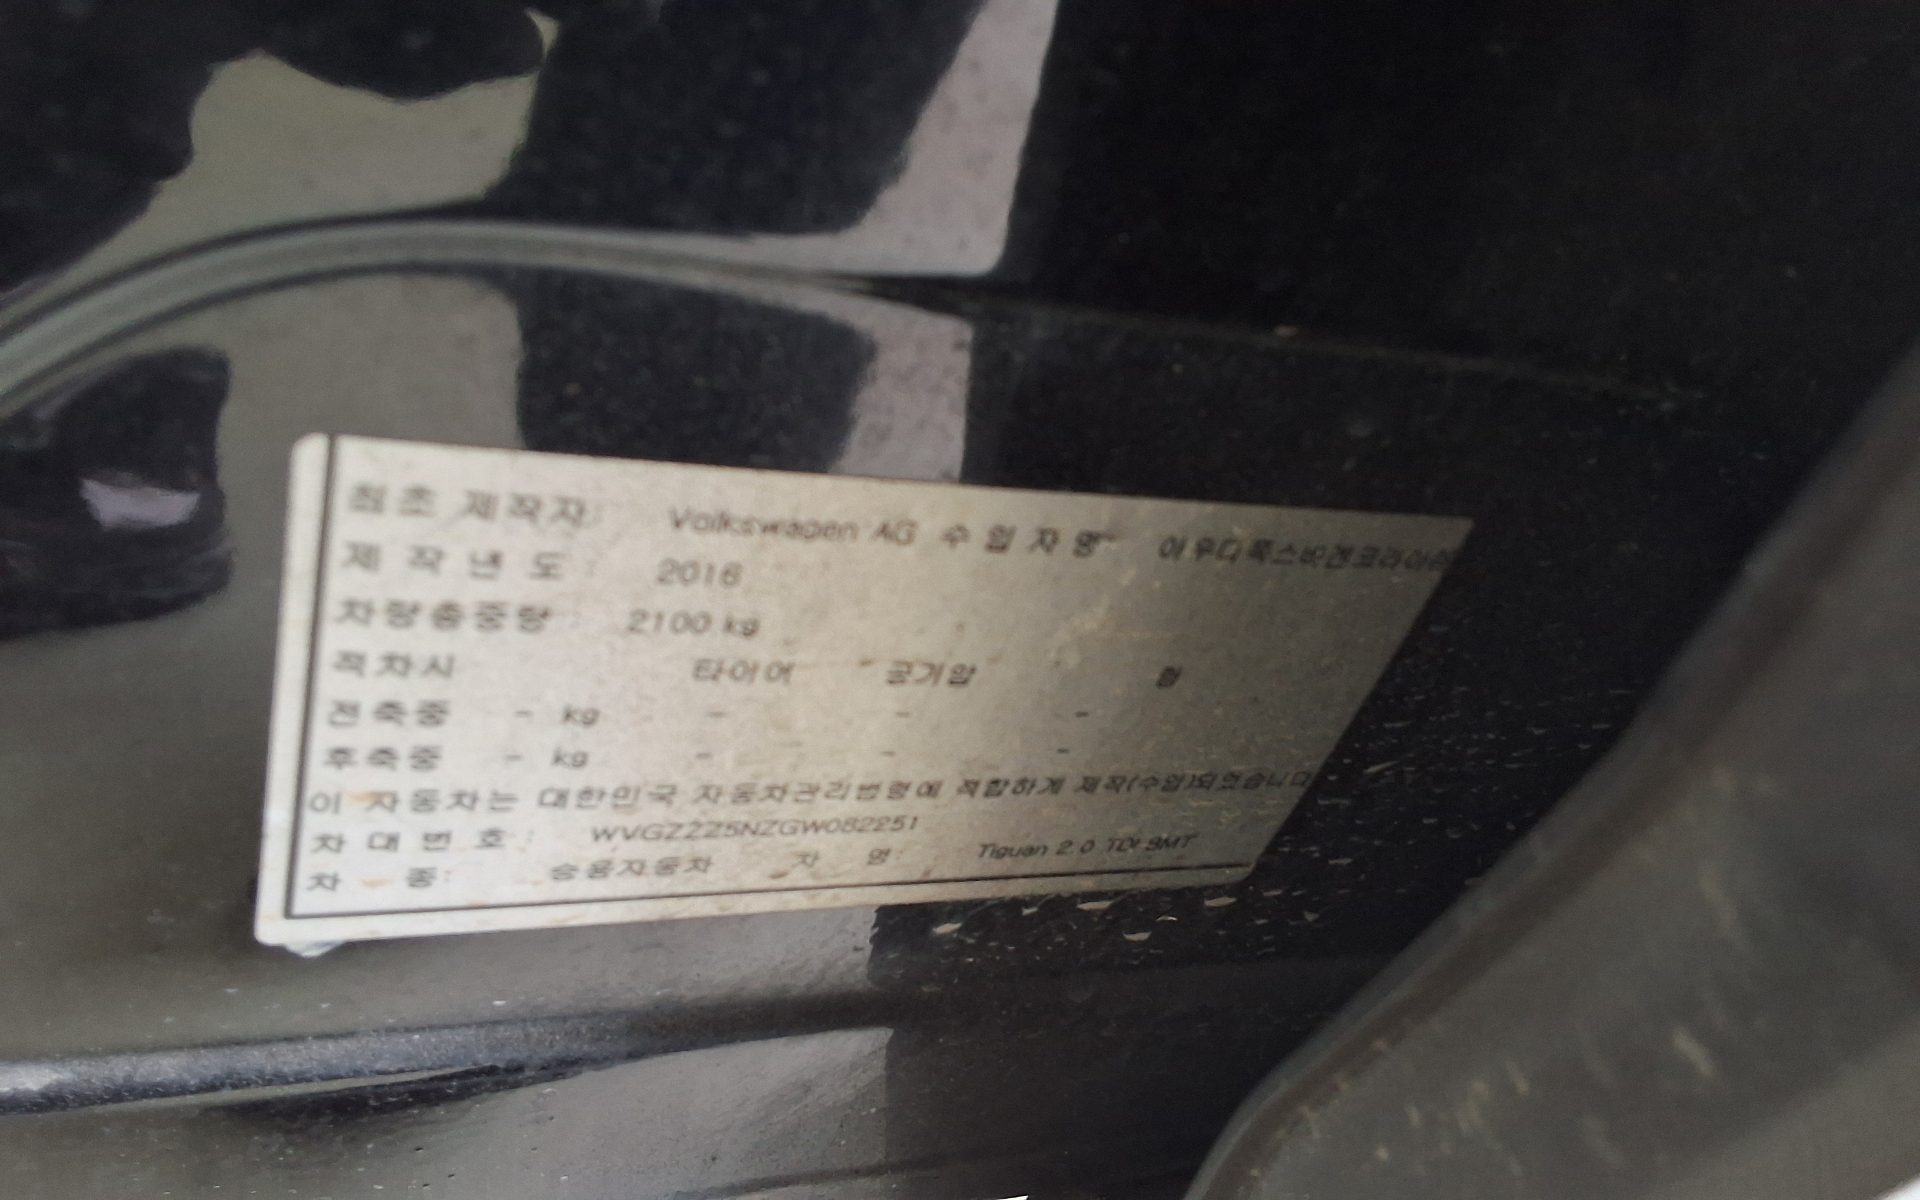 최초 제작자: Volkswagen AG 수 입 자 명: 아우디폭스바겐코리아㈜
제 작 년 도 : 2016
차량총중량 : 2100 kg
적차시 타이어 공기압 림
전축중 - kg - - -
후축중 - kg - - -
이 자동차는 대한민국 자동차관리법령에 적합하게 제작(수입)되었습니다
차 대 번 호 : WVGZZZ5NZGW082251
차 종: 승용자동차 차 명: Tiguan 2.0 TDI BMT